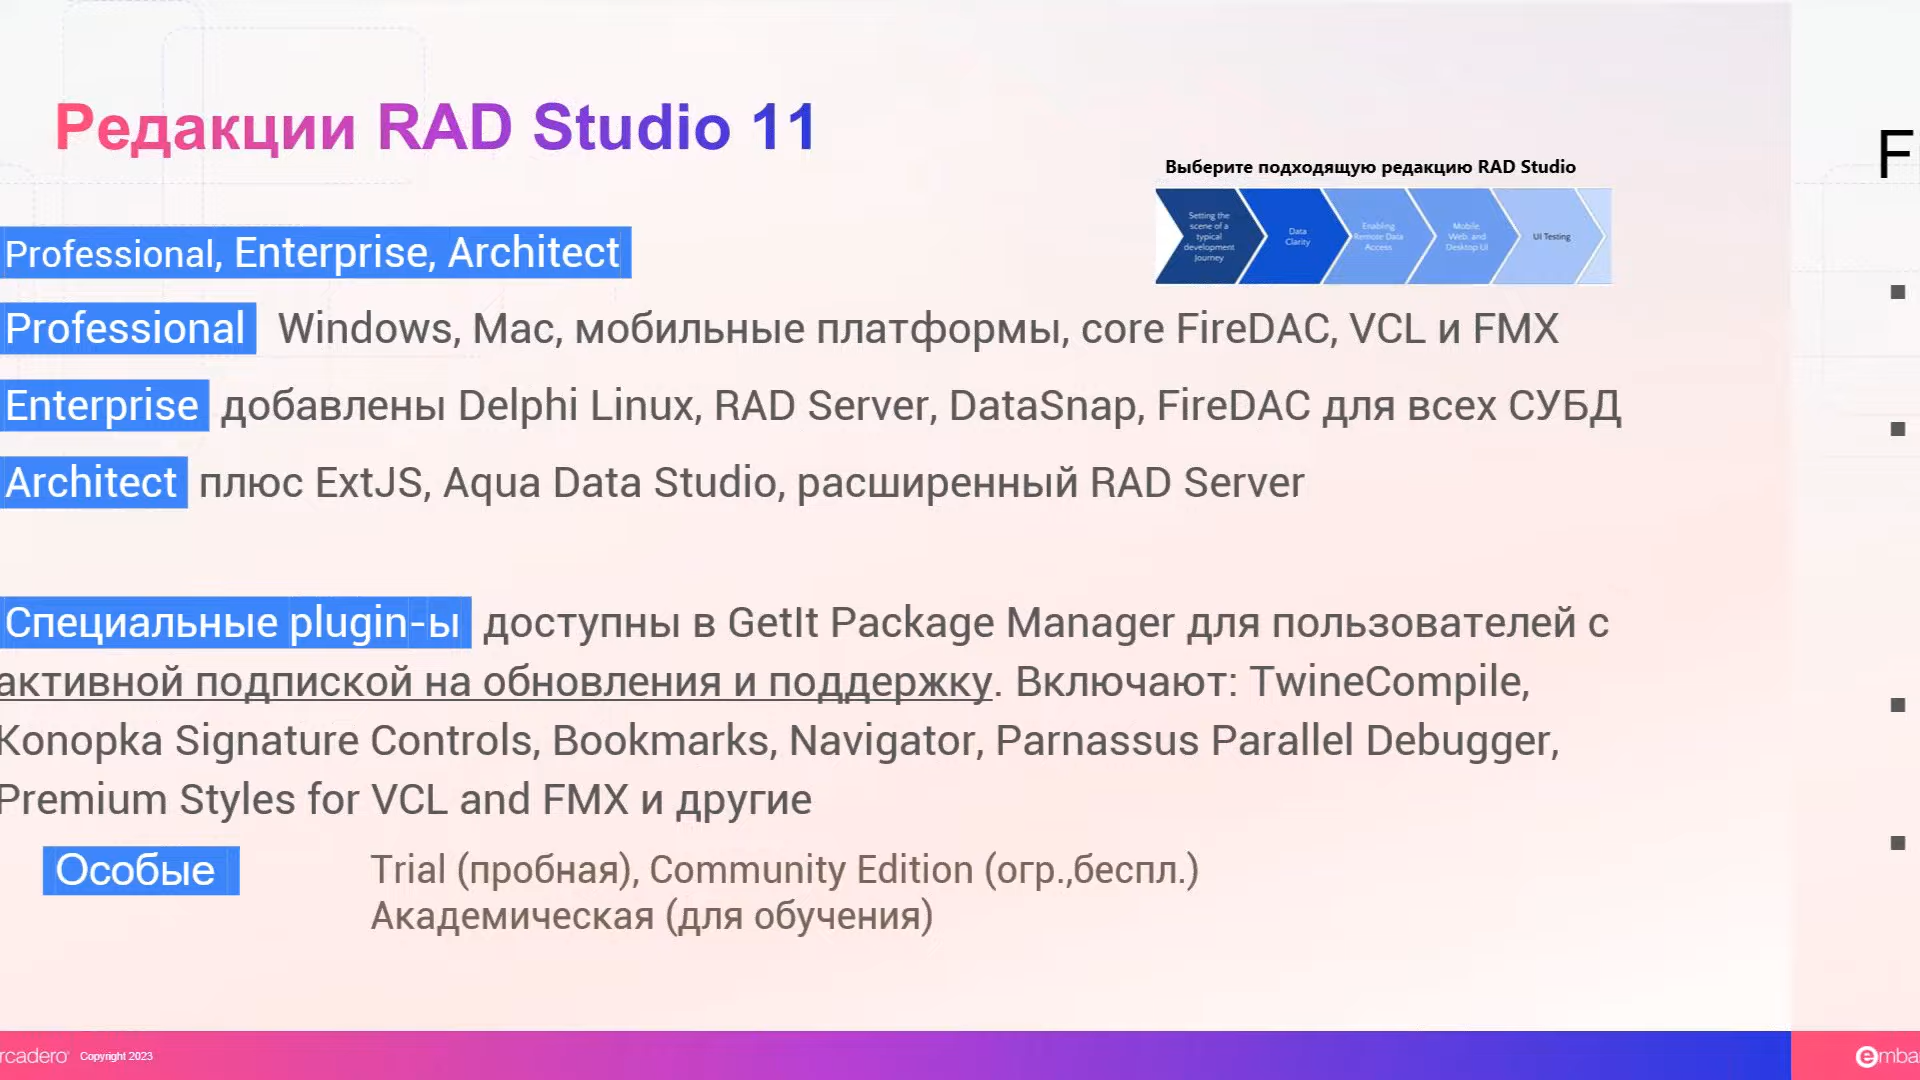 Редакции RAD Studio 11
Выберите подходящую редакцию RAD Studio
Setting the
scene of a
typical
development
Journey
Data
Clarity
Enabling
Remote Data
Access
Mobile,
Web, and
Desktop UI
UI Testing
Professional, Enterprise, Architect
Professional Windows, Mac, мобильные платформы, core FireDAC, VCL и FMX
Enterprise добавлены Delphi Linux, RAD Server, DataSnap, FireDAC для всех СУБД
Architect плюс ExtJS, Aqua Data Studio, расширенный RAD Server
Специальные plugin-ы доступны в GetIt Package Manager для пользователей с
активной подпиской на обновления и поддержку. Включают: TwineCompile,
Konopka Signature Controls, Bookmarks, Navigator, Parnassus Parallel Debugger,
Premium Styles for VCL and FMX и другие
Особые Trial (пробная), Community Edition (огр.,беспл.)
Академическая (для обучения)
rcadero Copyright 2023